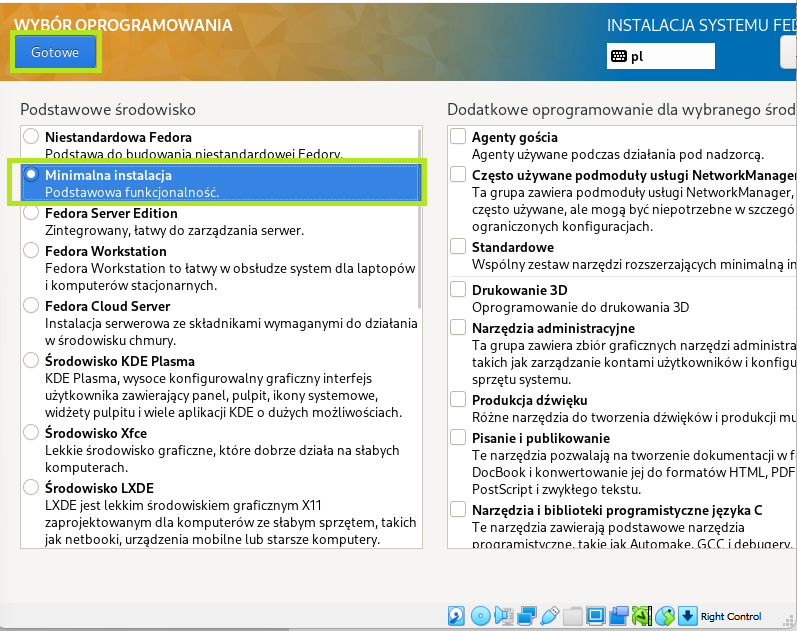 WYBÓR OPROGRAMOWANIA
INSTALACJA SYSTEMU
Gotowe
pl
Podstawowe środowisko
Niestandardowa Fedora
Podstawa do budowania niestandardowej Fedory.
Minimalna instalacja
Podstawowa funkcjonalność.
Fedora Server Edition
Zintegrowany, łatwy do zarządzania serwer.
Fedora Workstation
Fedora Workstation to łatwy w obsłudze system dla laptopów
i komputerów stacjonarnych.
Fedora Cloud Server
Instalacja serwerowa ze składnikami wymaganymi do działania
w środowisku chmury.
Środowisko KDE Plasma
KDE Plasma, wysoce konfigurowalny graficzny interfejs
użytkownika zawierający panel, pulpit, ikony systemowe,
widżety pulpitu i wiele aplikacji KDE o dużych możliwościach.
Środowisko Xfce
Lekkie środowisko graficzne, które dobrze działa na słabych
komputerach.
Środowisko LXDE
LXDE jest lekkim środowiskiem graficznym X11
zaprojektowanym dla komputerów ze słabym sprzętem, takich
jak netbooki, urządzenia mobilne lub starsze komputery.
Dodatkowe oprogramowanie dla wybranego środ
Agenty gościa
Agenty używane podczas działania pod nadzorcą.
Często używane podmoduły usługi NetworkManager
Ta grupa zawiera podmoduły usługi NetworkManager,
często używane, ale mogą być niepotrzebne w szczegó
ograniczonych konfiguracjach.
Standardowe
Wspólny zestaw narzędzi rozszerzających minimalną in
Drukowanie 3D
Oprogramowanie do drukowania 3D
Narzędzia administracyjne
Ta grupa zawiera zbiór graficznych narzędzi administra
takich jak zarządzanie kontami użytkowników i konfigu
sprzętu systemu.
Produkcja dźwięku
Różne narzędzia do tworzenia dźwięków i produkcji mu
Pisanie i publikowanie
Te narzędzia pozwalają na tworzenie dokumentacji w f
DocBook i konwertowanie jej do formatów HTML, PDF
PostScript i zwykłego tekstu.
Narzędzia i biblioteki programistyczne języka C
Te narzędzia zawierają podstawowe narzędzia
programistyczne, takie jak Automake, GCC i debugery.
Right Control